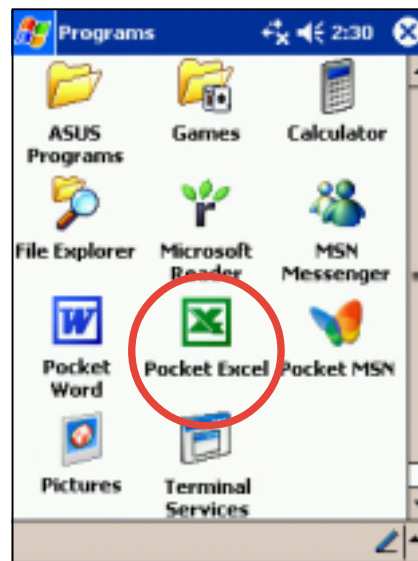 Programs 2:30
ASUS Programs
Games
Calculator
File Explorer
Microsoft Reader
MSN Messenger
Pocket Word
Pocket Excel
Pocket MSN
Pictures
Terminal Services